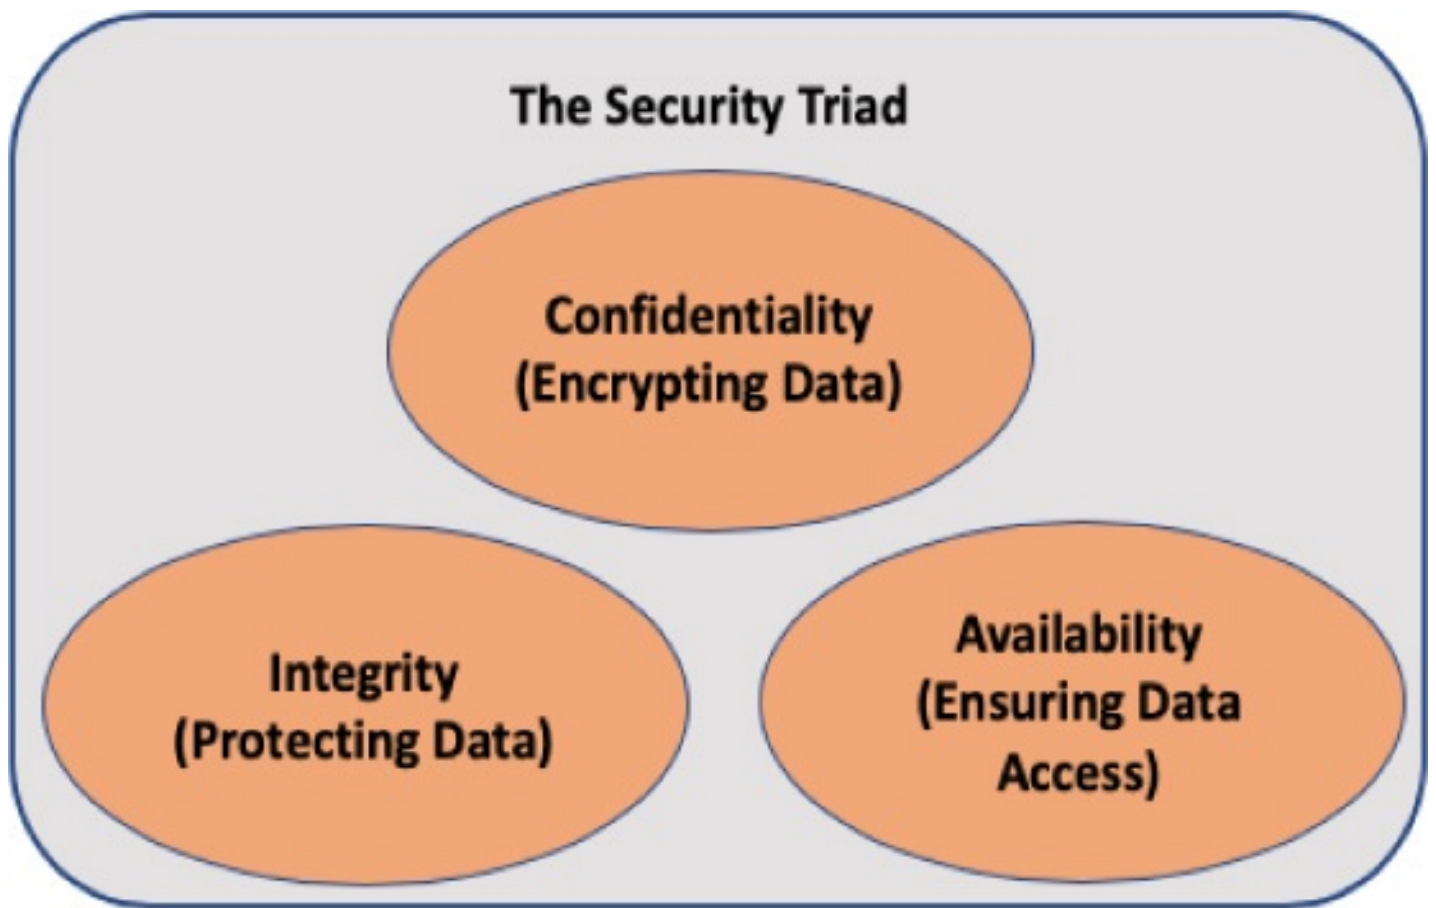 The Security Triad
Confidentiality
(Encrypting Data)
Integrity
(Protecting Data)
Availability
(Ensuring Data
Access)